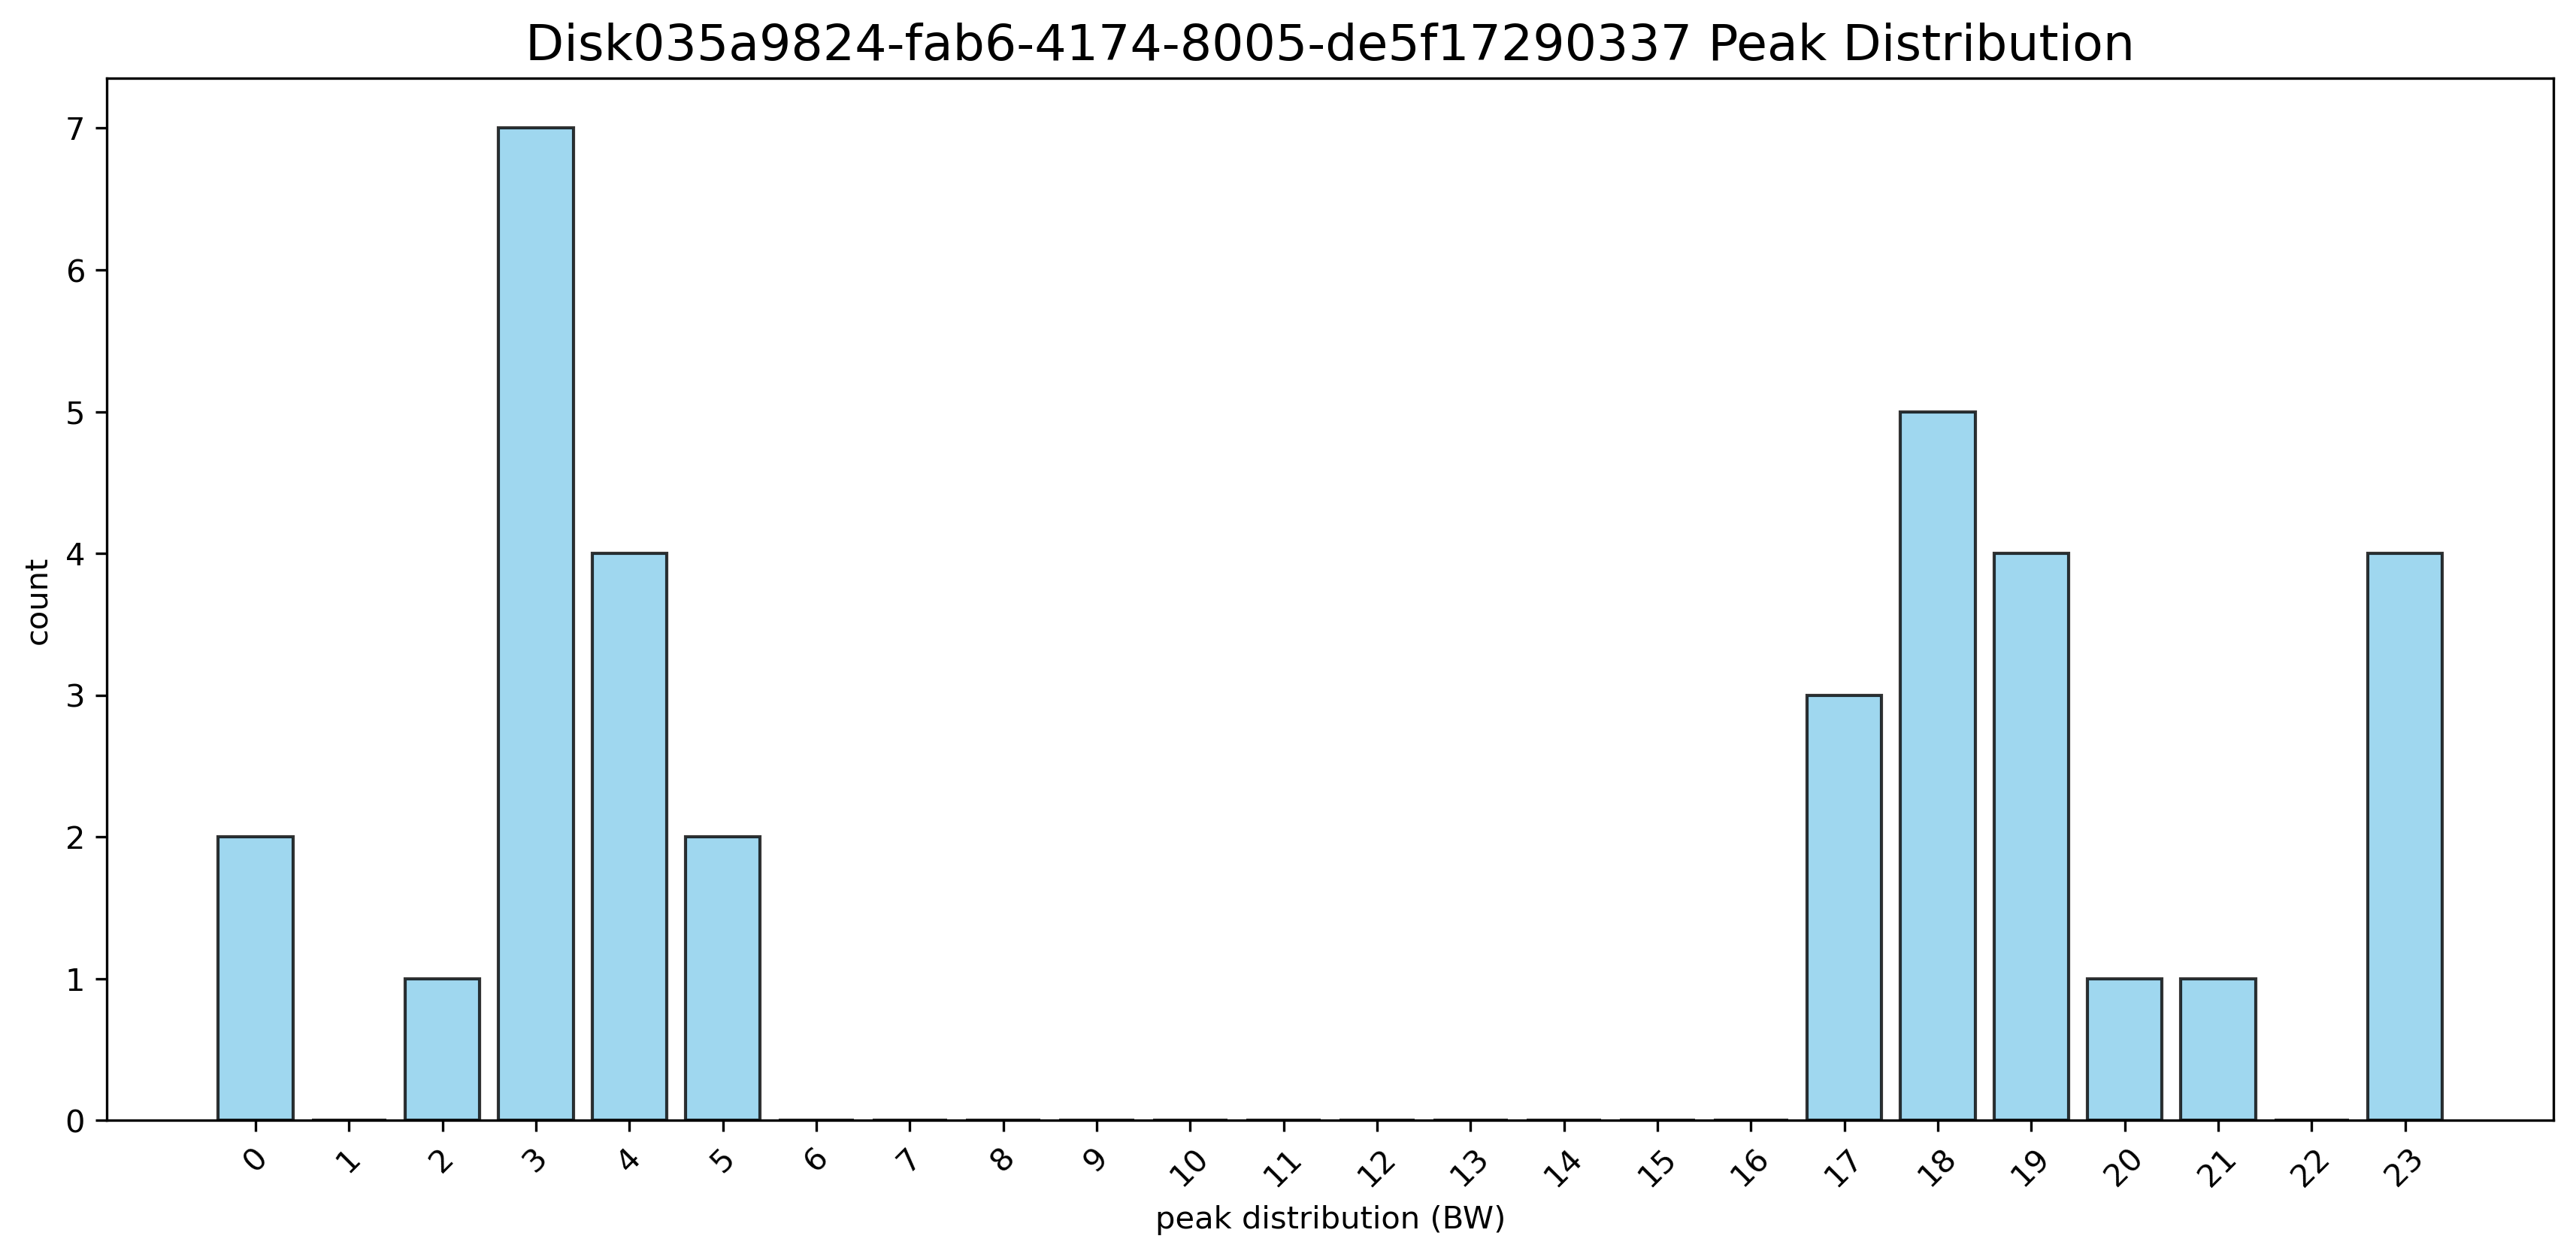 Disk035a9824-fab6-4174-8005-de5f17290337 Peak Distribution
7
6
5
4
3
2
1
0
count
0 1 2 3 4 5 6 7 8 9 10 11 12 13 14 15 16 17 18 19 20 21 22 23
peak distribution (BW)